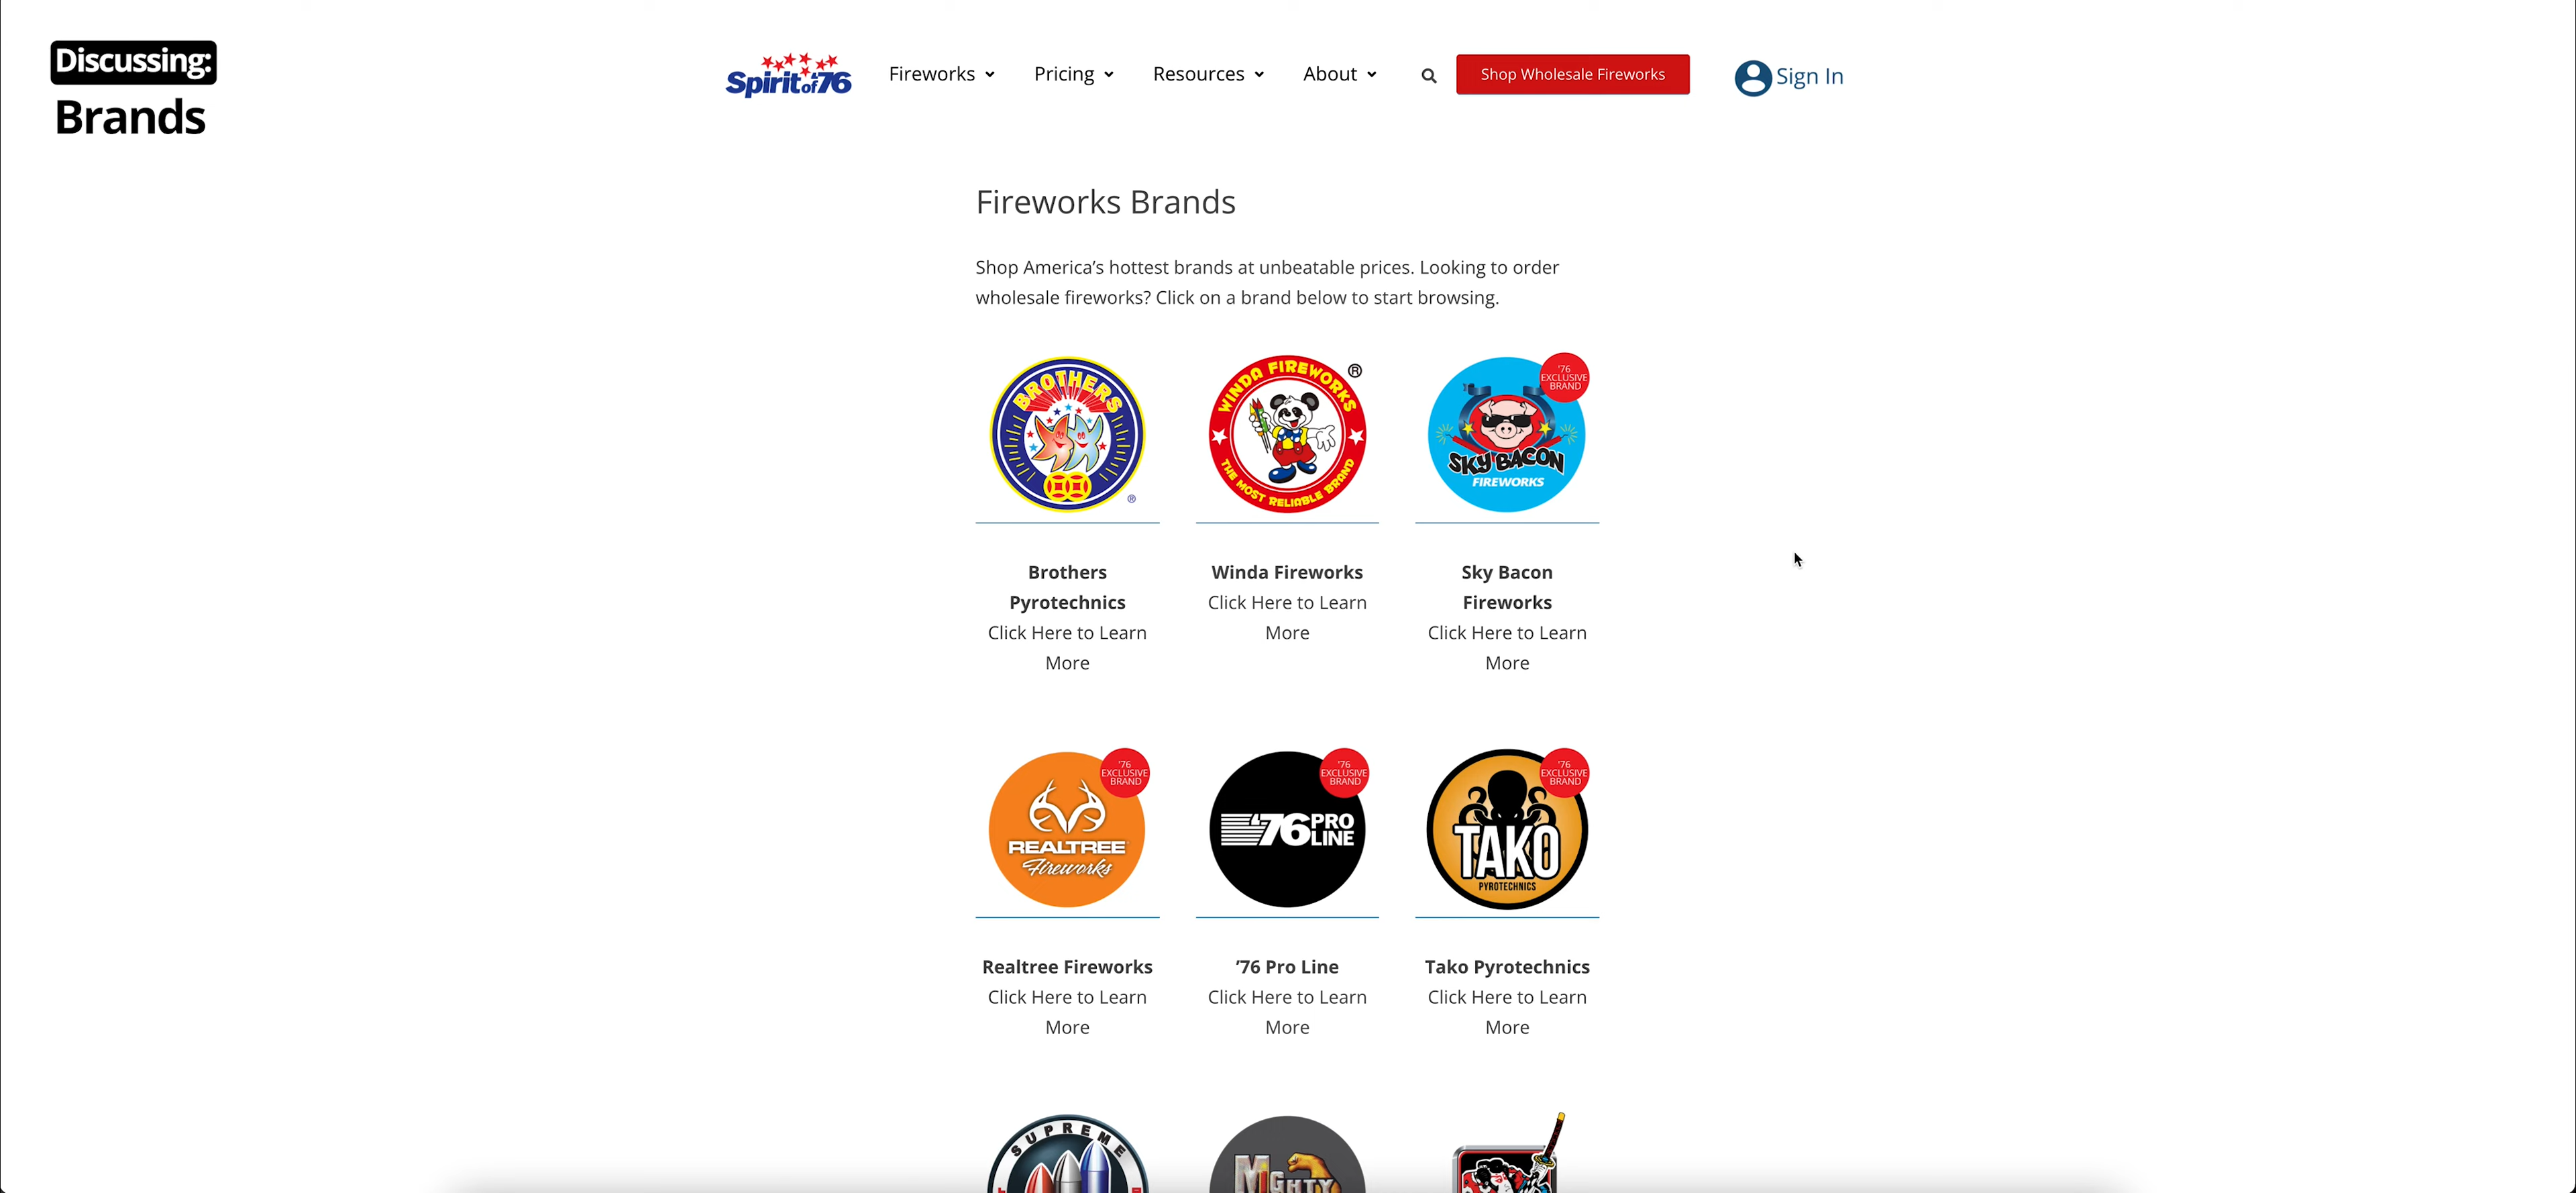 Discussing:
Brands
Spirit of '76
Fireworks
Pricing
Resources
About
Shop Wholesale Fireworks
Sign In
Fireworks Brands
Shop America's hottest brands at unbeatable prices. Looking to order
wholesale fireworks? Click on a brand below to start browsing.
BROTHERS
®
WINDA FIREWORKS
®
THE MOST RELIABLE BRAND
'76
EXCLUSIVE
BRAND
SKY BACON
FIREWORKS
Brothers
Pyrotechnics
Click Here to Learn
More
Winda Fireworks
Click Here to Learn
More
Sky Bacon
Fireworks
Click Here to Learn
More
'76
EXCLUSIVE
BRAND
REALTREE
Fireworks
'76
EXCLUSIVE
BRAND
'76 PRO
LINE
'76
EXCLUSIVE
BRAND
TAKO
PYROTECHNICS
Realtree Fireworks
Click Here to Learn
More
'76 Pro Line
Click Here to Learn
More
Tako Pyrotechnics
Click Here to Learn
More
SUPREME
MIGHTY